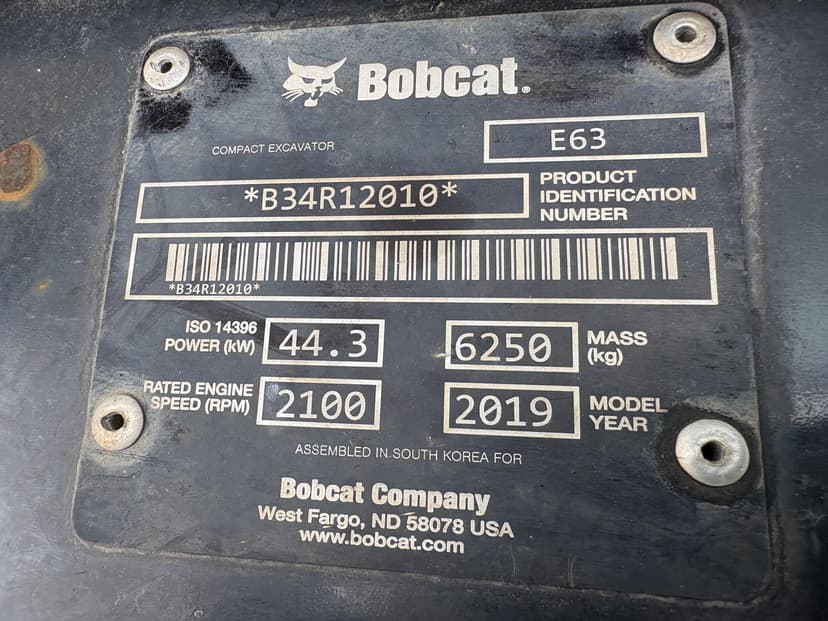 Bobcat.
COMPACT EXCAVATOR
E63
*B34R12010*
PRODUCT
IDENTIFICATION
NUMBER
*B34R12010*
ISO 14396
POWER (kW)
44.3
6250
MASS
(kg)
RATED ENGINE
SPEED (RPM)
2100
2019
MODEL
YEAR
ASSEMBLED IN SOUTH KOREA FOR
Bobcat Company
West Fargo, ND 58078 USA
www.bobcat.com